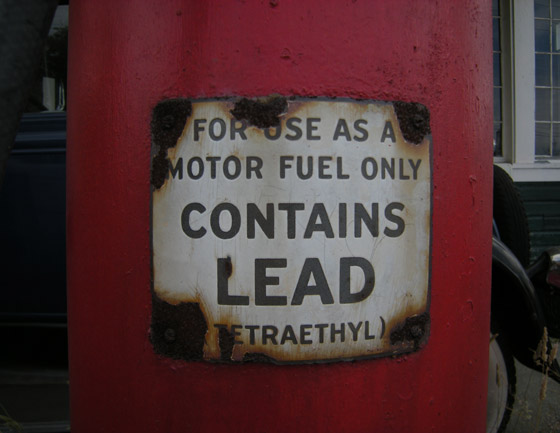 FOR USE AS A
MOTOR FUEL ONLY
CONTAINS
LEAD
TETRAETHYL)